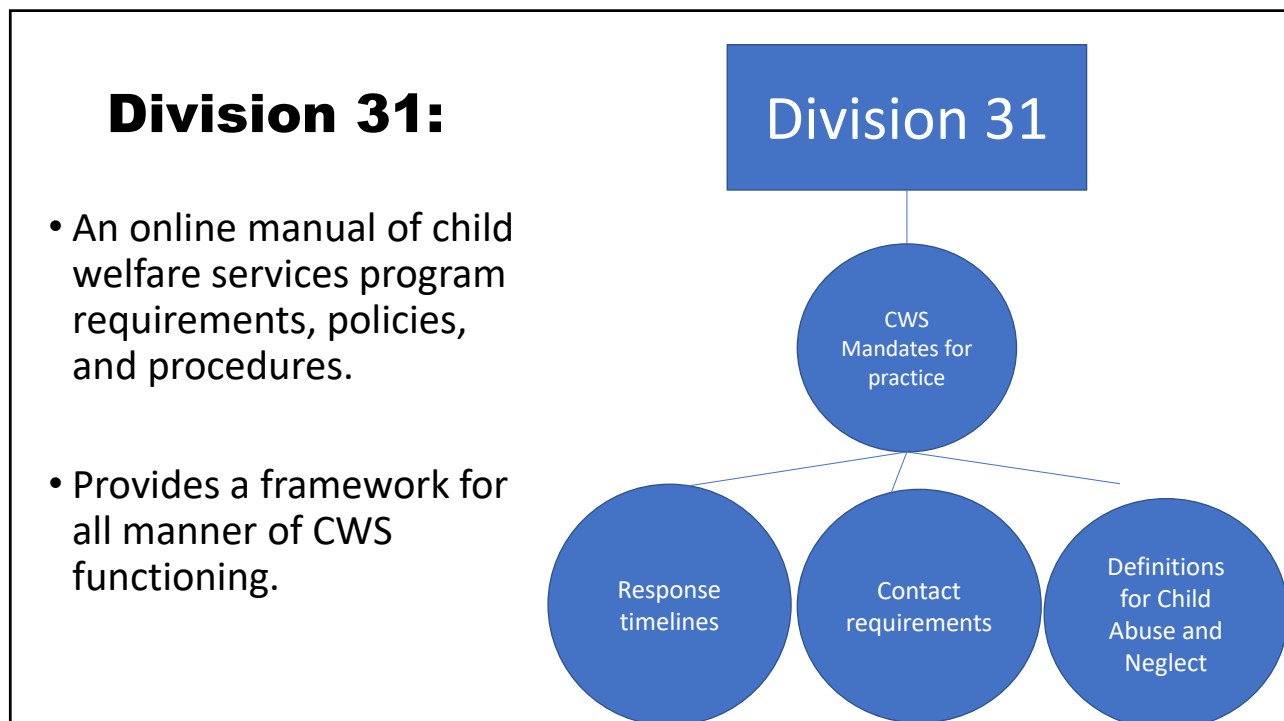 Division 31:
• An online manual of child
welfare services program
requirements, policies,
and procedures.
• Provides a framework for
all manner of CWS
functioning.
Division 31
CWS
Mandates for
practice
Response
timelines
Contact
requirements
Definitions
for Child
Abuse and
Neglect